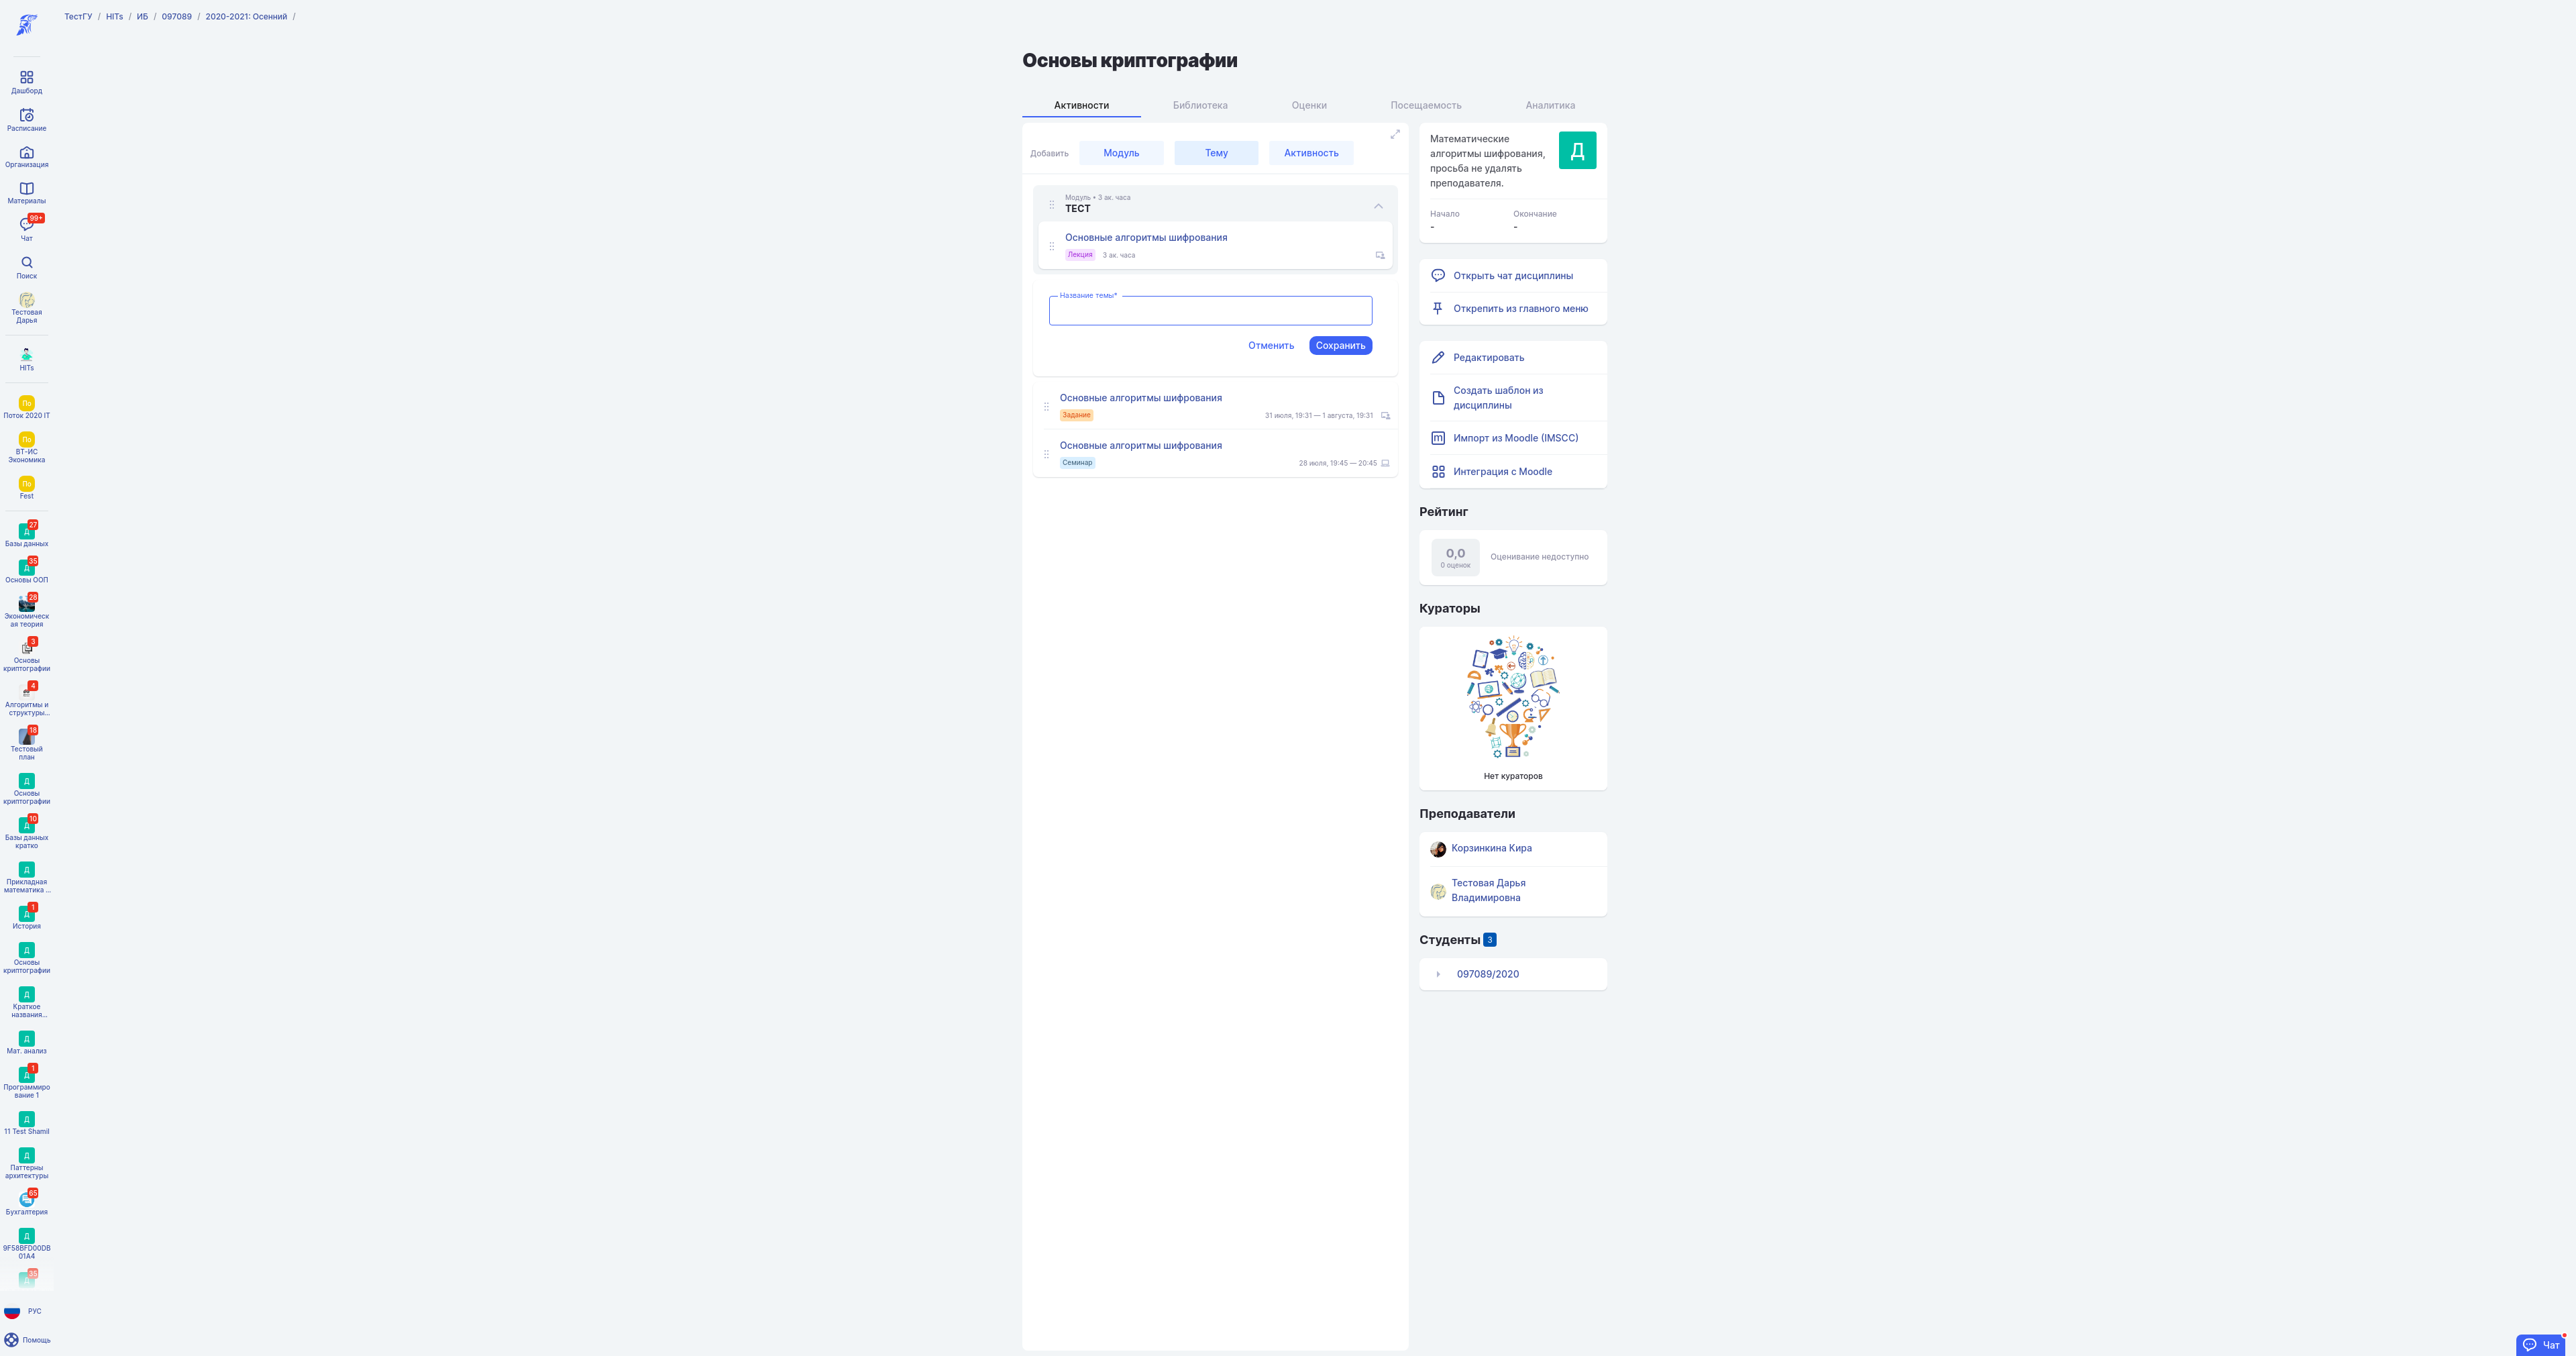 ТестГУ / HITs / ИБ / 097089 / 2020-2021: Осенний /
Дашборд
Расписание
Организация
Материалы
99+
Чат
Поиск
Тестовая
Дарья
HITs
По
Поток 2020 IT
По
ВТ-ИС
Экономика
По
Fest
27
Д
Базы данных
35
Д
Основы ООП
28
Экономическ
ая теория
3
Основы
криптографии
4
Алгоритмы и
структуры...
18
Тестовый
план
Д
Основы
криптографии
10
Д
Базы данных
кратко
Д
Прикладная
математика ...
1
Д
История
Д
Основы
криптографии
Д
Краткое
названия...
Д
Мат. анализ
1
Д
Программиро
вание 1
Д
11 Test Shamil
Д
Паттерны
архитектуры
65
Бухгалтерия
Д
9F58BFD00DB
01A4
35
Д
РУС
Помощь
Основы криптографии
Активности Библиотека Оценки Посещаемость Аналитика
Добавить Модуль Тему Активность
Модуль • 3 ак. часа
ТЕСТ
Основные алгоритмы шифрования
Лекция 3 ак. часа
Название темы*
Отменить Сохранить
Основные алгоритмы шифрования
Задание 31 июля, 19:31 — 1 августа, 19:31
Основные алгоритмы шифрования
Семинар 28 июля, 19:45 — 20:45
Математические
алгоритмы шифрования,
просьба не удалять
преподавателя.
Д
Начало Окончание
- -
Открыть чат дисциплины
Открепить из главного меню
Редактировать
Создать шаблон из
дисциплины
Импорт из Moodle (IMSCC)
Интеграция с Moodle
Рейтинг
0,0
0 оценок
Оценивание недоступно
Кураторы
Нет кураторов
Преподаватели
Корзинкина Кира
Тестовая Дарья
Владимировна
Студенты 3
097089/2020
Чат